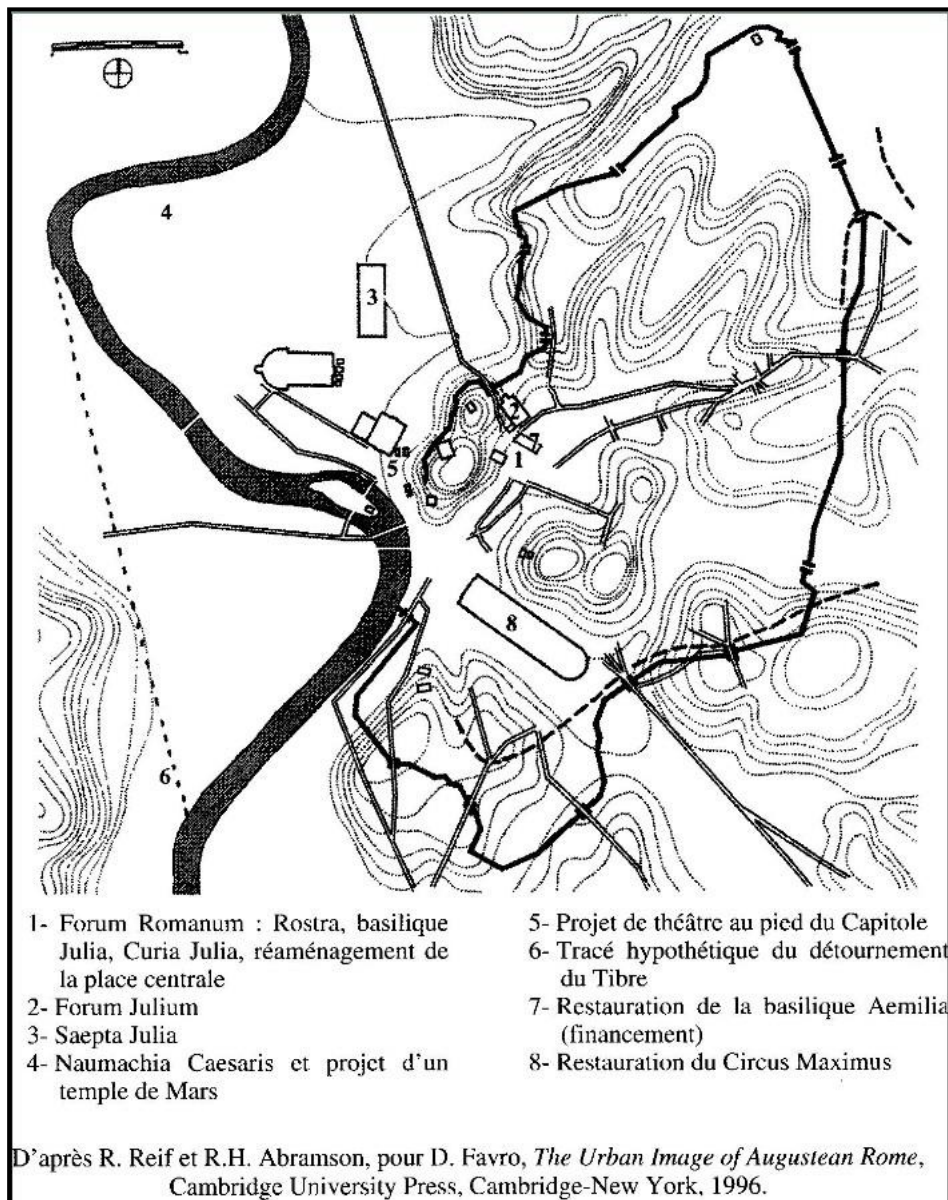 4
3
2
7
1
5
8
6
1- Forum Romanum : Rostra, basilique
Julia, Curia Julia, réaménagement de
la place centrale
2- Forum Julium
3- Saepta Julia
4- Naumachia Caesaris et projet d'un
temple de Mars
5- Projet de théâtre au pied du Capitole
6- Tracé hypothétique du détournement
du Tibre
7- Restauration de la basilique Aemilia
(financement)
8- Restauration du Circus Maximus
D'après R. Reif et R.H. Abramson, pour D. Favro, The Urban Image of Augustean Rome,
Cambridge University Press, Cambridge-New York, 1996.